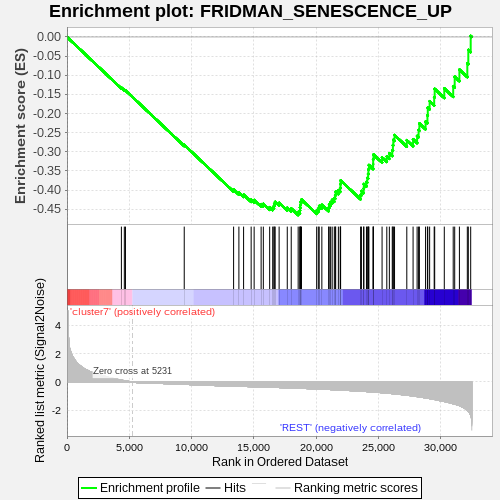 Enrichment plot: FRIDMAN_SENESCENCE_UP
Enrichment score (ES)
0.00
-0.05
-0.10
-0.15
-0.20
-0.25
-0.30
-0.35
-0.40
-0.45
'cluster7' (positively correlated)
Zero cross at 5231
'REST' (negatively correlated)
Ranked list metric (Signal2Noise)
4
2
0
-2
0
5,000
10,000
15,000
20,000
25,000
30,000
Rank in Ordered Dataset
Enrichment profile
Hits
Ranking metric scores